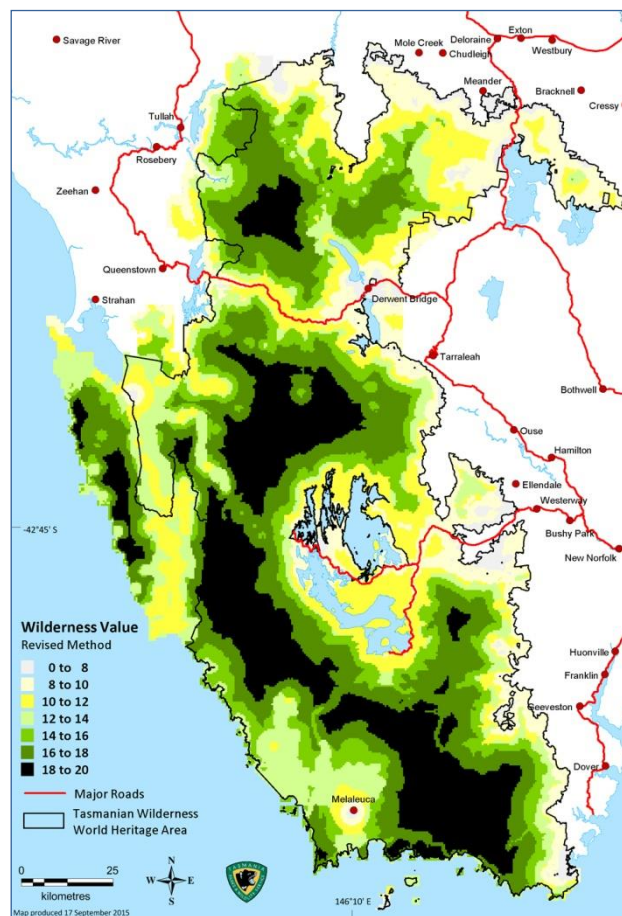 Savage River
Exton
Deloraine
Westbury
Mole Creek
Chudleigh
Meander
Bracknell
Cressy
Tullah
Rosebery
Zeehan
Queenstown
Strahan
Derwent Bridge
Tarraleah
Bothwell
Ouse
Hamilton
Ellendale
Westerway
-42°45' S
Bushy Park
New Norfolk
Wilderness Value
Revised Method
0 to 8
8 to 10
10 to 12
12 to 14
14 to 16
16 to 18
18 to 20
Major Roads
Tasmanian Wilderness
World Heritage Area
Huonville
Franklin
Geeveston
Dover
Melaleuca
0
25
kilometres
N
W
E
S
146°10' E
Map produced 17 September 2015